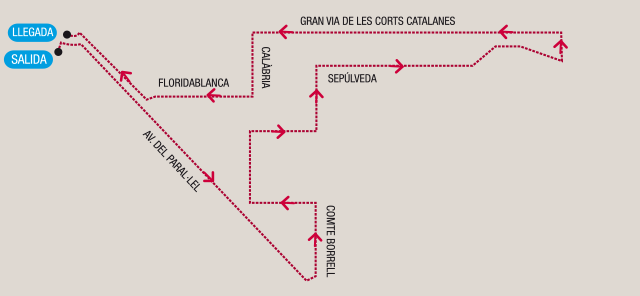 LLEGADA
SALIDA
GRAN VIA DE LES CORTS CATALANES
CALÀBRIA
FLORIDABLANCA
SEPÚLVEDA
AV. DEL PARAL·LEL
COMTE BORRELL